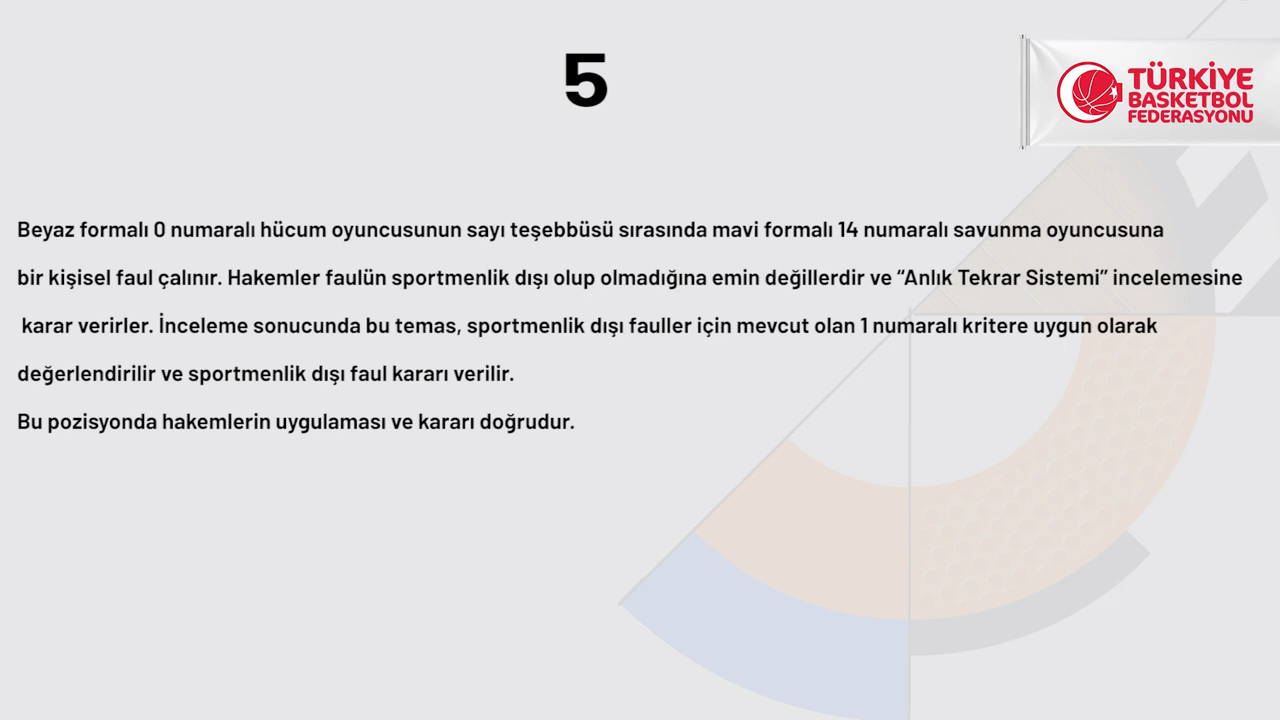 5
TÜRKİYE
BASKETBOL
FEDERASYONU
Beyaz formalı 0 numaralı hücum oyuncusunun sayı teşebbüsü sırasında mavi formalı 14 numaralı savunma oyuncusuna
bir kişisel faul çalınır. Hakemler faulün sportmenlik dışı olup olmadığına emin değillerdir ve “Anlık Tekrar Sistemi” incelemesine
karar verirler. İnceleme sonucunda bu temas, sportmenlik dışı fauller için mevcut olan 1 numaralı kritere uygun olarak
değerlendirilir ve sportmenlik dışı faul kararı verilir.
Bu pozisyonda hakemlerin uygulaması ve kararı doğrudur.